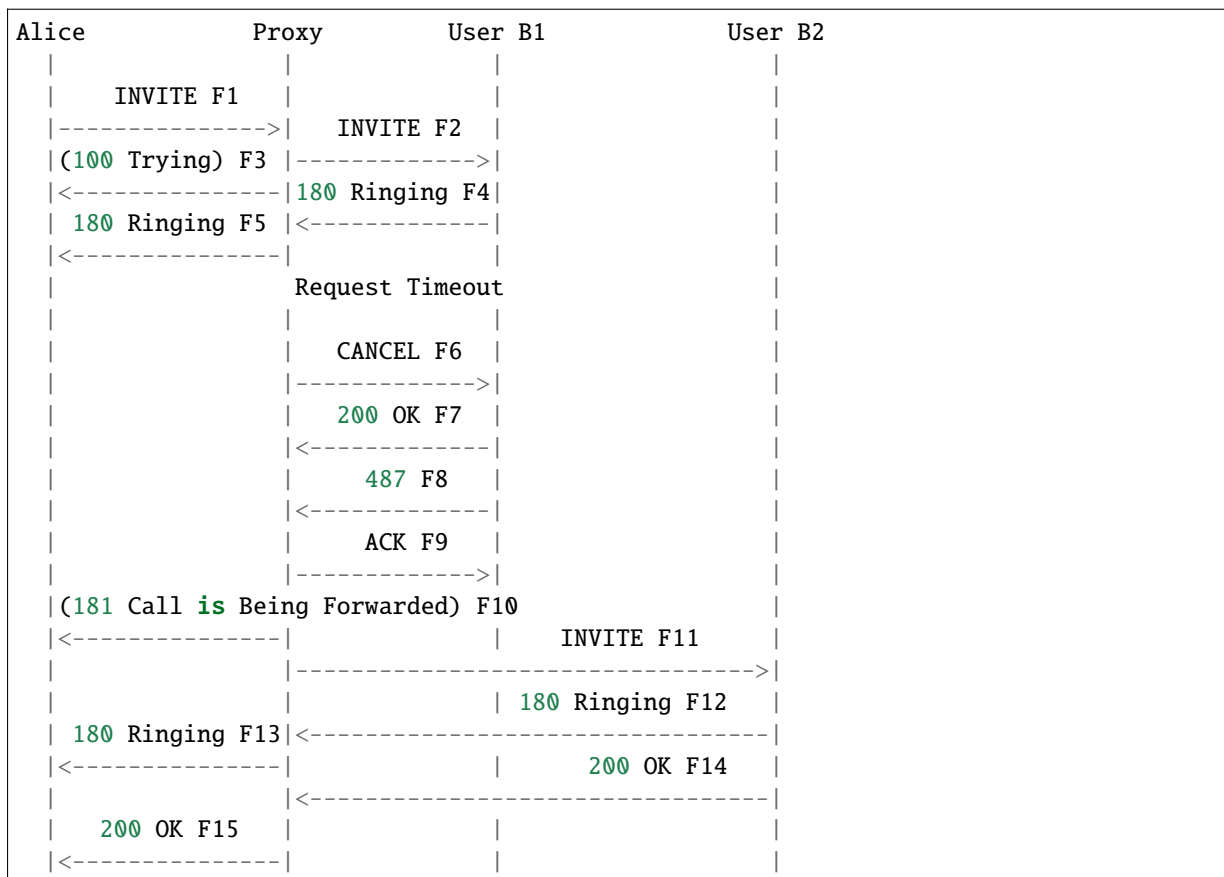 Alice Proxy User B1 User B2
| | | |
| INVITE F1 | | |
|--------------->| INVITE F2 | |
|(100 Trying) F3 |------------->| |
|<---------------|180 Ringing F4| |
| 180 Ringing F5 |<-------------| |
|<---------------| | |
| Request Timeout |
| | | |
| | CANCEL F6 | |
| |------------->| |
| | 200 OK F7 | |
| |<-------------| |
| | 487 F8 | |
| |<-------------| |
| | ACK F9 | |
| |------------->| |
|(181 Call is Being Forwarded) F10 |
|<---------------| | INVITE F11 |
| |--------------------------------->|
| | | 180 Ringing F12 |
| 180 Ringing F13|<---------------------------------|
|<---------------| | 200 OK F14 |
| |<---------------------------------|
| 200 OK F15 | | |
|<---------------| | |